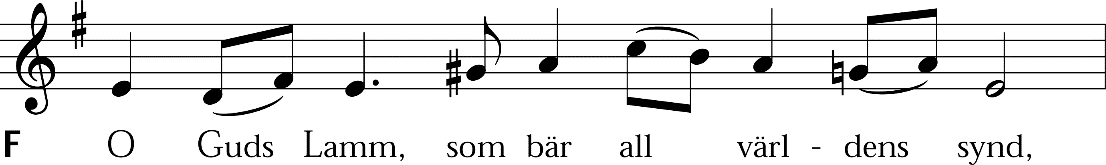 F O Guds Lamm, som bär all värl - dens synd,